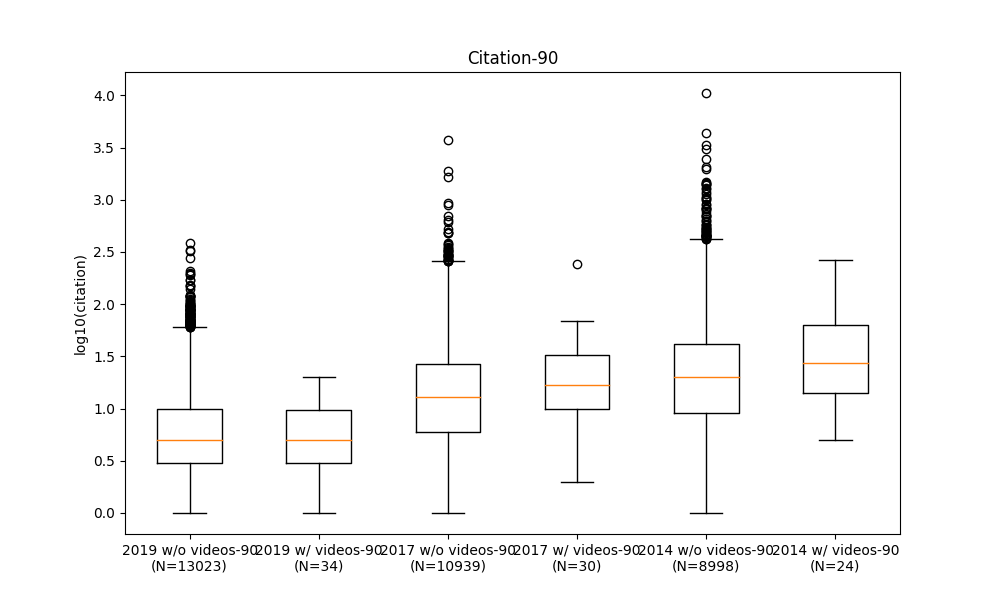 Citation-90
log10(citation)
4.0
3.5
3.0
2.5
2.0
1.5
1.0
0.5
0.0
2019 w/o videos-90 2019 w/ videos-90 2017 w/o videos-90 2017 w/ videos-90 2014 w/o videos-90 2014 w/ videos-90
(N=13023) (N=34) (N=10939) (N=30) (N=8998) (N=24)